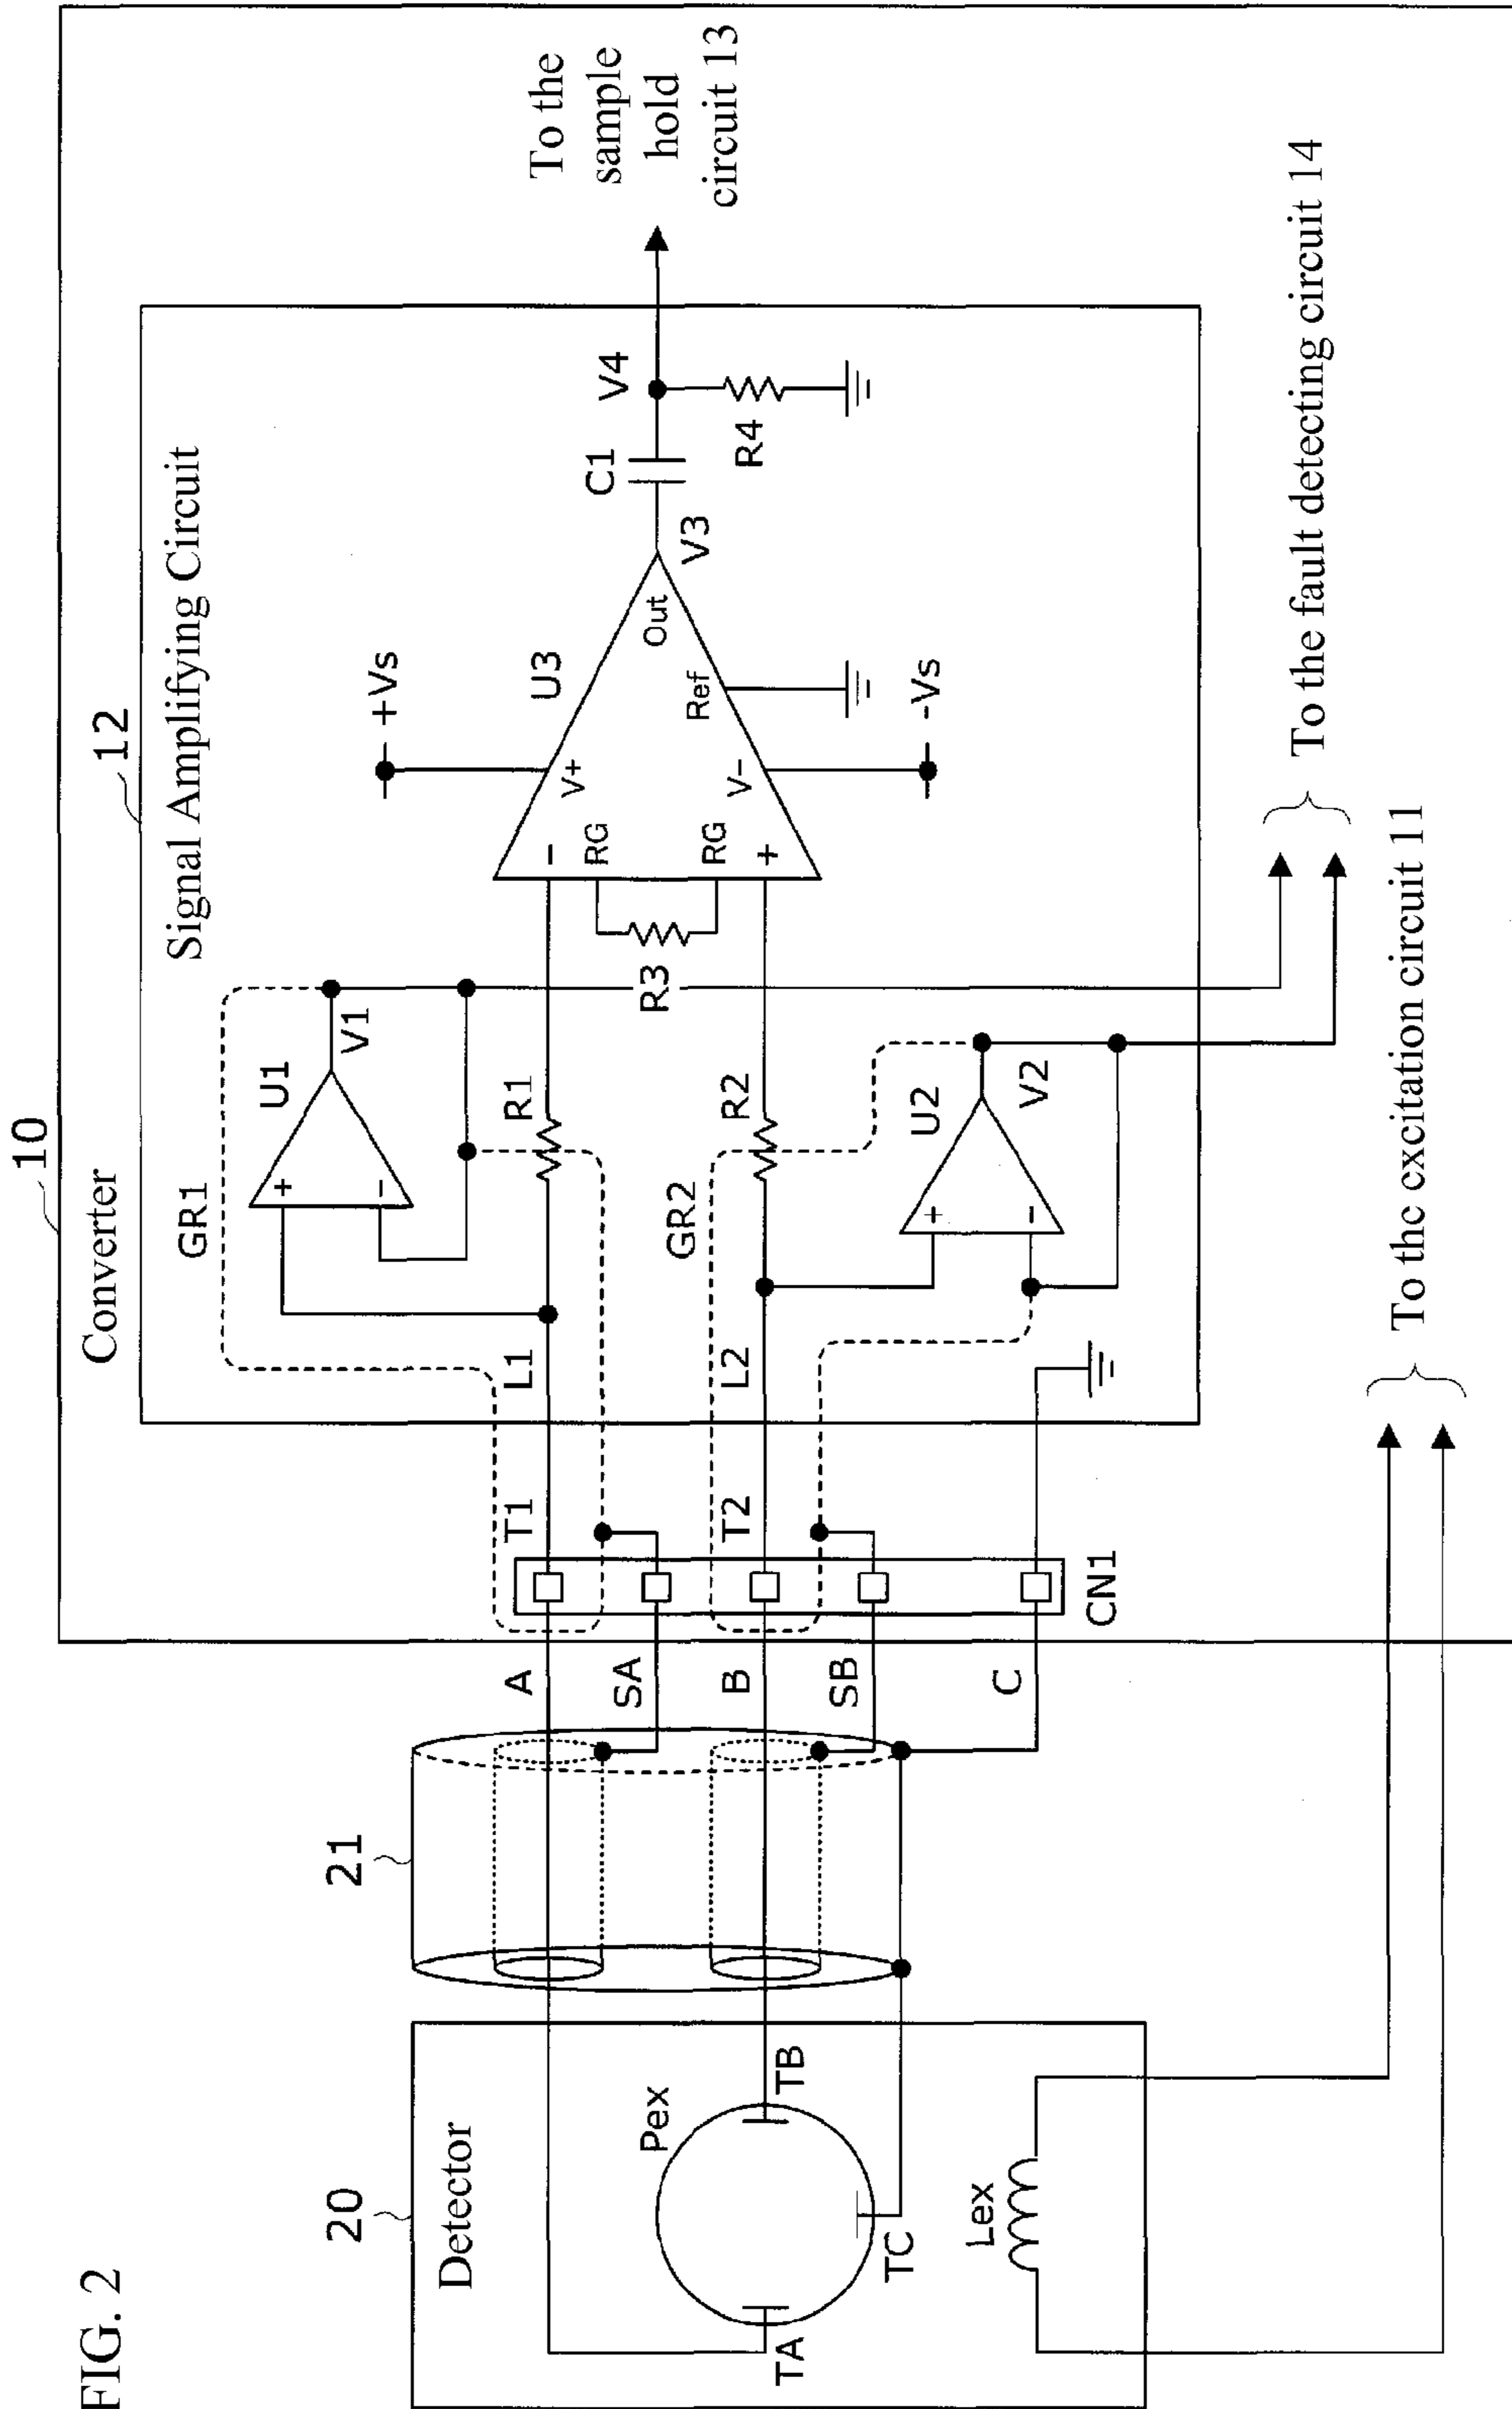 FIG. 2
10
Converter
12
Signal Amplifying Circuit
GR1
U1
+
-
V1
+Vs
20
21
Detector
A
T1
L1
R1
-
V+
U3
RG
RG
R3
+
V-
Out
Ref
V3
C1
V4
R4
To the
sample
hold
circuit 13
SA
Pex
TA
TB
TC
B
T2
L2
GR2
R2
SB
U2
+
-
V2
-Vs
C
CN1
Lex
To the fault detecting circuit 14
To the excitation circuit 11